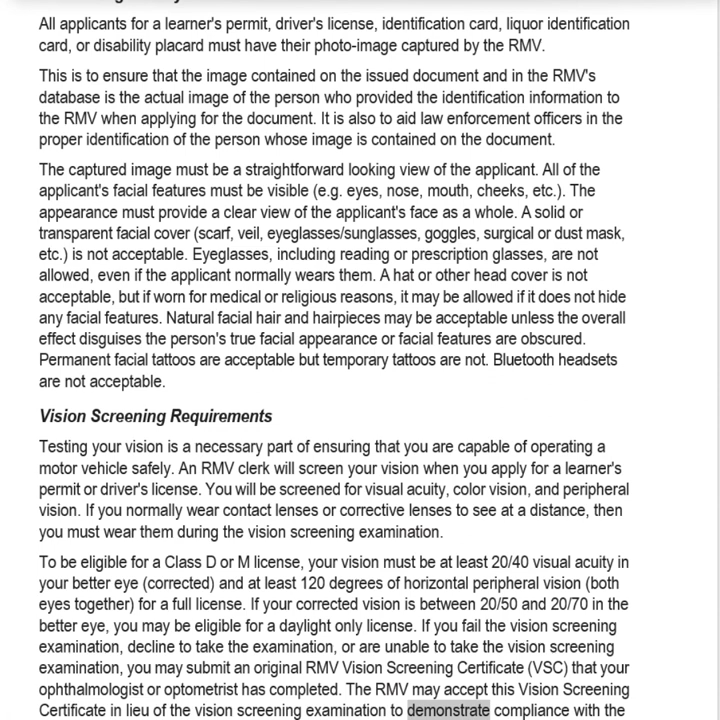 All applicants for a learner's permit, driver's license, identification card, liquor identification
card, or disability placard must have their photo-image captured by the RMV.
This is to ensure that the image contained on the issued document and in the RMV's
database is the actual image of the person who provided the identification information to
the RMV when applying for the document. It is also to aid law enforcement officers in the
proper identification of the person whose image is contained on the document.
The captured image must be a straightforward looking view of the applicant. All of the
applicant's facial features must be visible (e.g. eyes, nose, mouth, cheeks, etc.). The
appearance must provide a clear view of the applicant's face as a whole. A solid or
transparent facial cover (scarf, veil, eyeglasses/sunglasses, goggles, surgical or dust mask,
etc.) is not acceptable. Eyeglasses, including reading or prescription glasses, are not
allowed, even if the applicant normally wears them. A hat or other head cover is not
acceptable, but if worn for medical or religious reasons, it may be allowed if it does not hide
any facial features. Natural facial hair and hairpieces may be acceptable unless the overall
effect disguises the person's true facial appearance or facial features are obscured.
Permanent facial tattoos are acceptable but temporary tattoos are not. Bluetooth headsets
are not acceptable.
Vision Screening Requirements
Testing your vision is a necessary part of ensuring that you are capable of operating a
motor vehicle safely. An RMV clerk will screen your vision when you apply for a learner's
permit or driver's license. You will be screened for visual acuity, color vision, and peripheral
vision. If you normally wear contact lenses or corrective lenses to see at a distance, then
you must wear them during the vision screening examination.
To be eligible for a Class D or M license, your vision must be at least 20/40 visual acuity in
your better eye (corrected) and at least 120 degrees of horizontal peripheral vision (both
eyes together) for a full license. If your corrected vision is between 20/50 and 20/70 in the
better eye, you may be eligible for a daylight only license. If you fail the vision screening
examination, decline to take the examination, or are unable to take the vision screening
examination, you may submit an original RMV Vision Screening Certificate (VSC) that your
ophthalmologist or optometrist has completed. The RMV may accept this Vision Screening
Certificate in lieu of the vision screening examination to demonstrate compliance with the